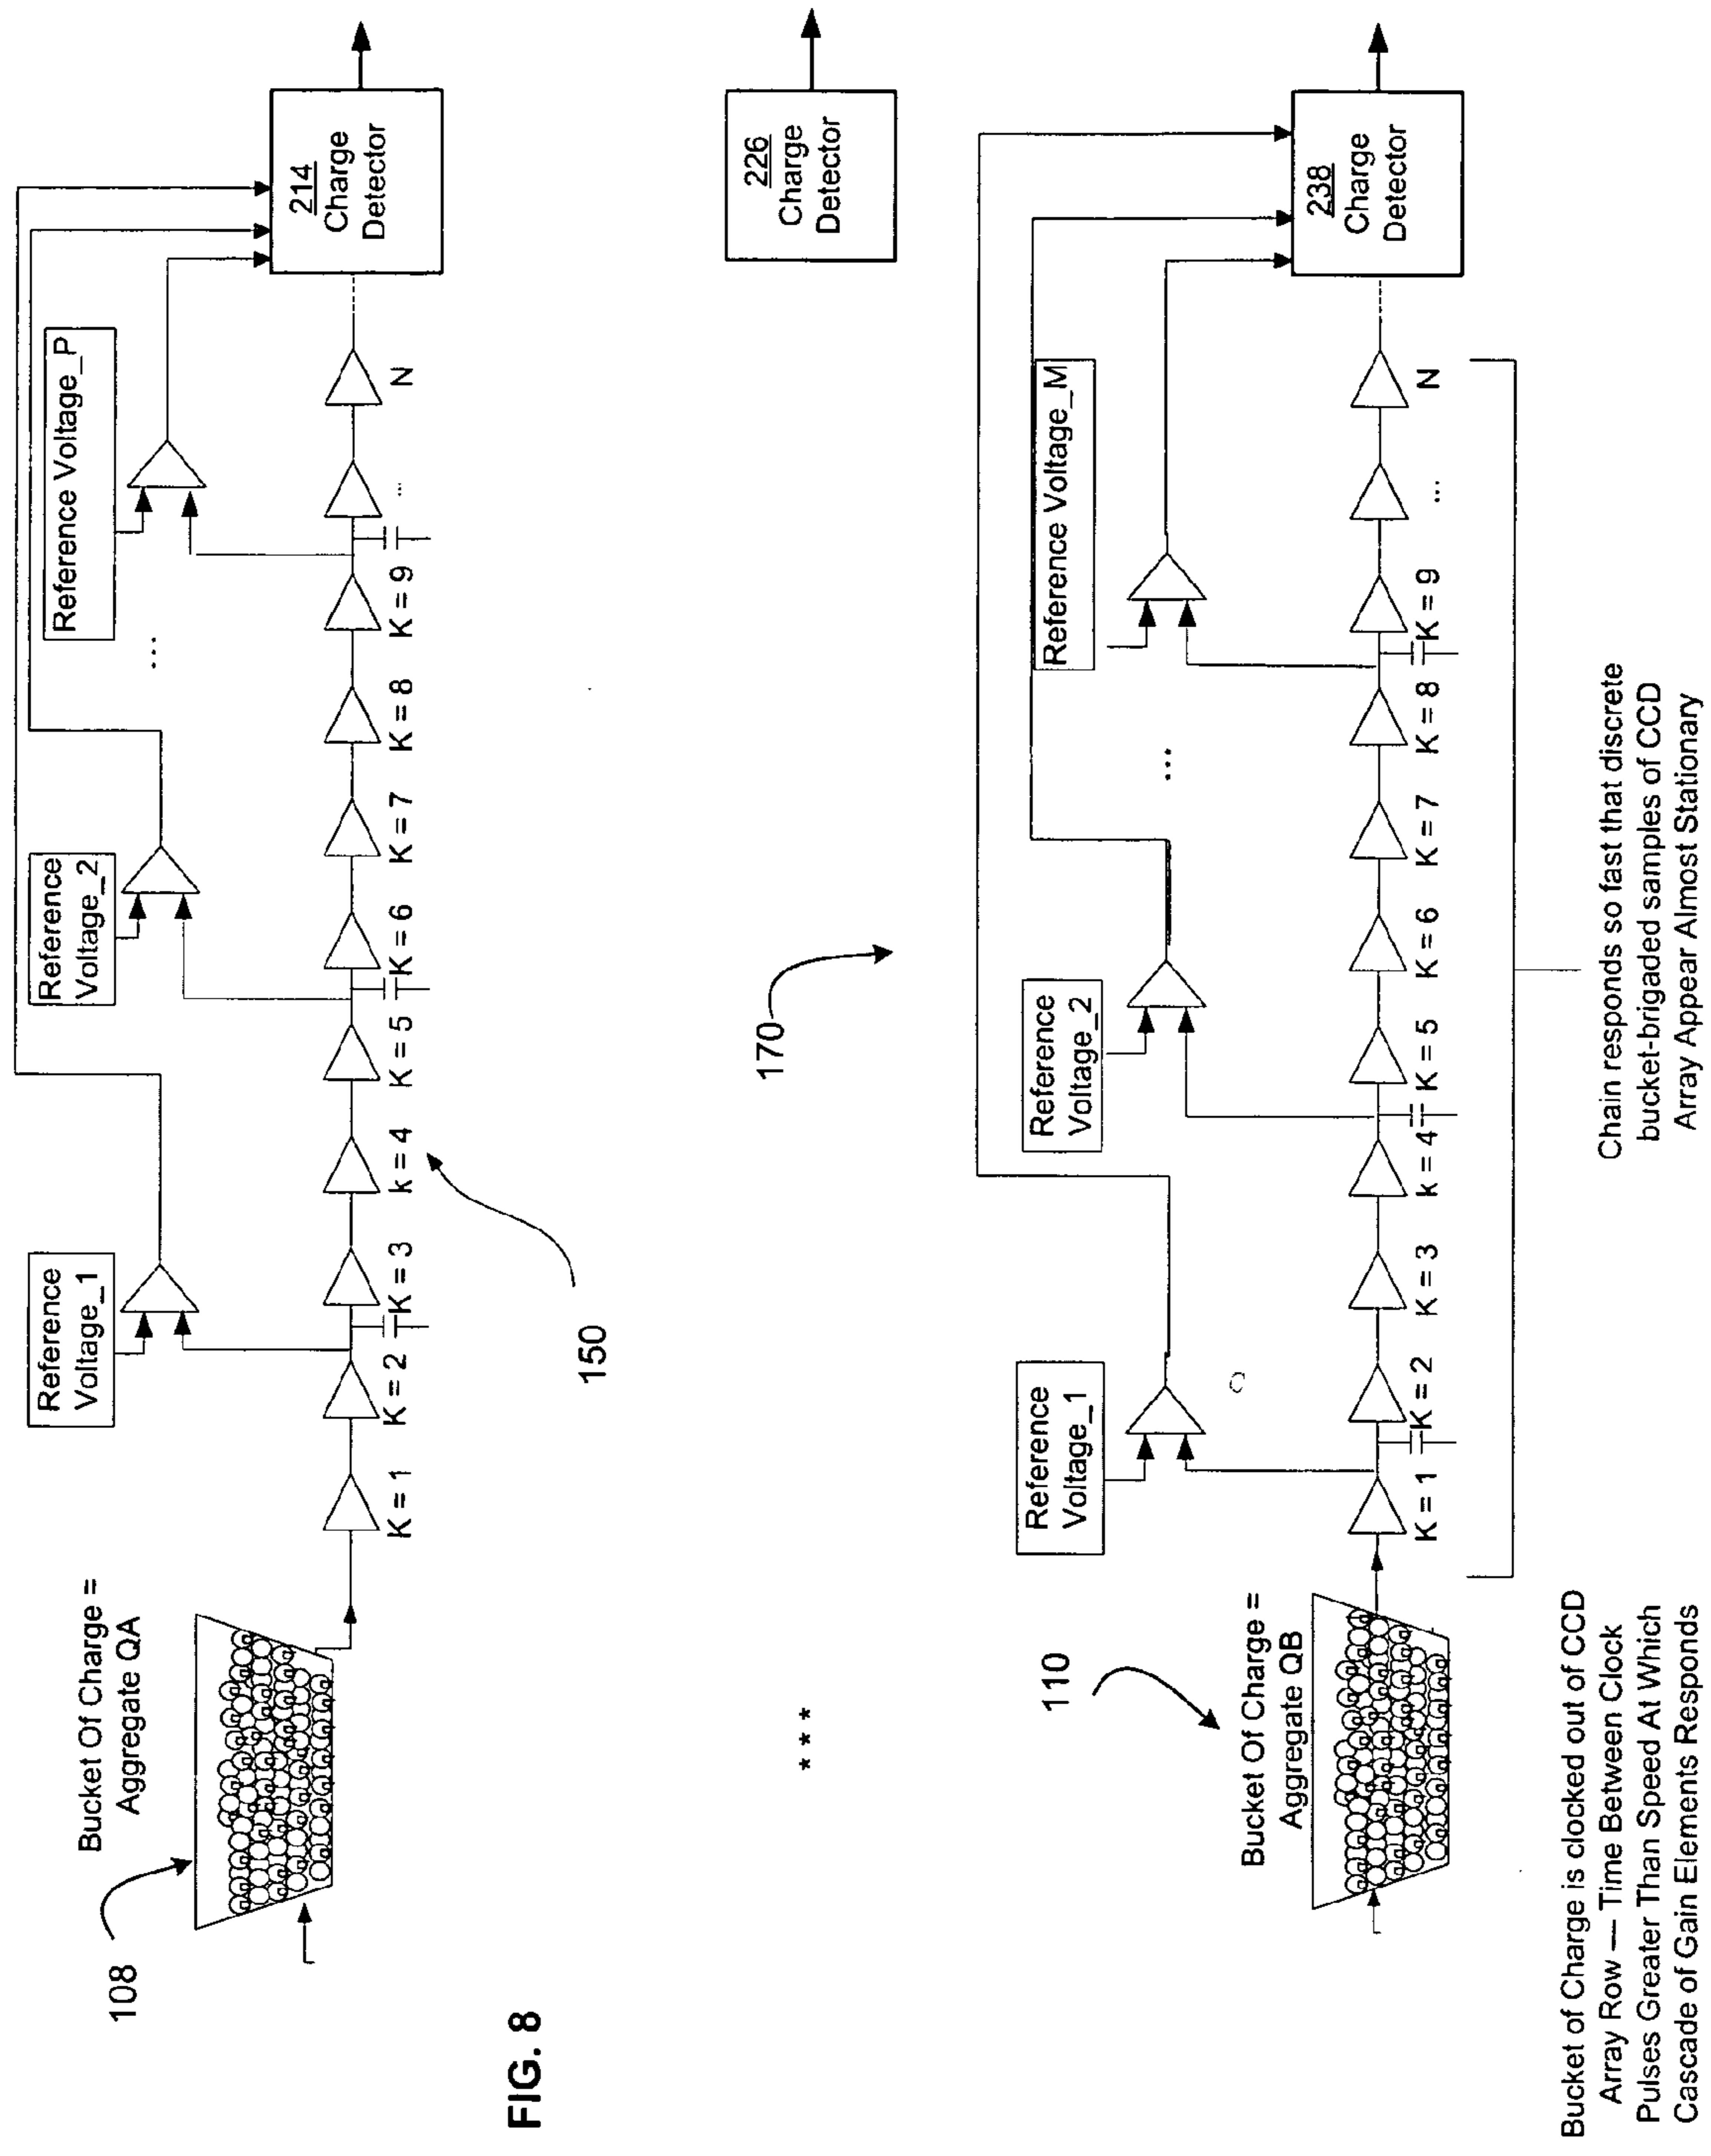 Bucket Of Charge =
Aggregate QA
108
Reference
Voltage_1
Reference
Voltage_2
...
Reference Voltage_P
K = 1
K = 2
K = 3
k = 4
K = 5
K = 6
K = 7
K = 8
K = 9
...
N
214
Charge
Detector
150
FIG. 8
* * *
170
226
Charge
Detector
110
Bucket Of Charge =
Aggregate QB
Reference
Voltage_1
Reference
Voltage_2
...
Reference Voltage_M
K = 1
K = 2
K = 3
k = 4
K = 5
K = 6
K = 7
K = 8
K = 9
...
N
238
Charge
Detector
Bucket of Charge is clocked out of CCD
Array Row — Time Between Clock
Pulses Greater Than Speed At Which
Cascade of Gain Elements Responds
Chain responds so fast that discrete
bucket-brigaded samples of CCD
Array Appear Almost Stationary